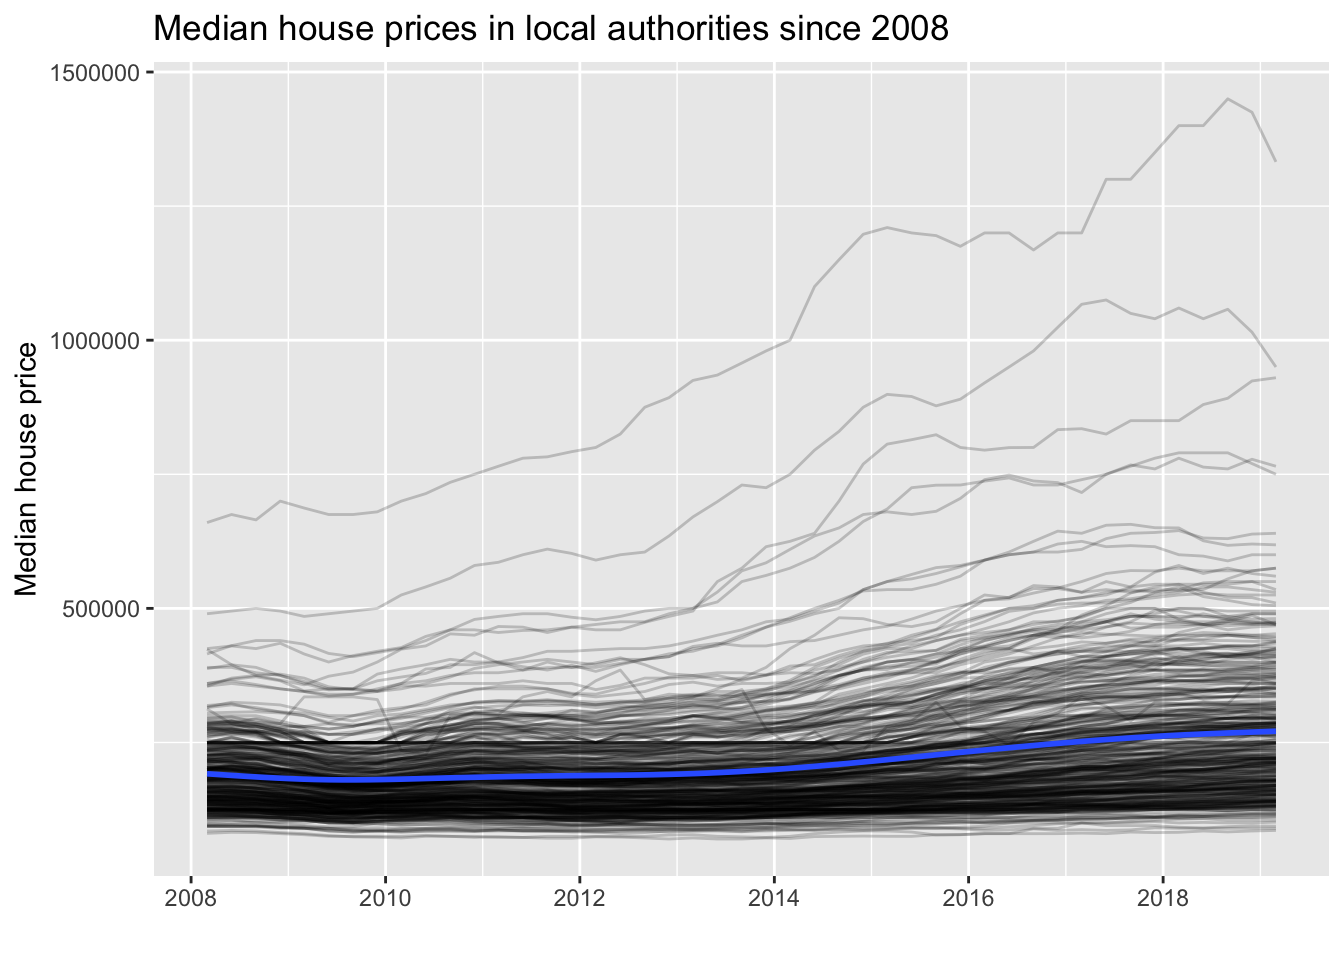 Median house prices in local authorities since 2008
Median house price
1500000
1000000
500000
2008 2010 2012 2014 2016 2018